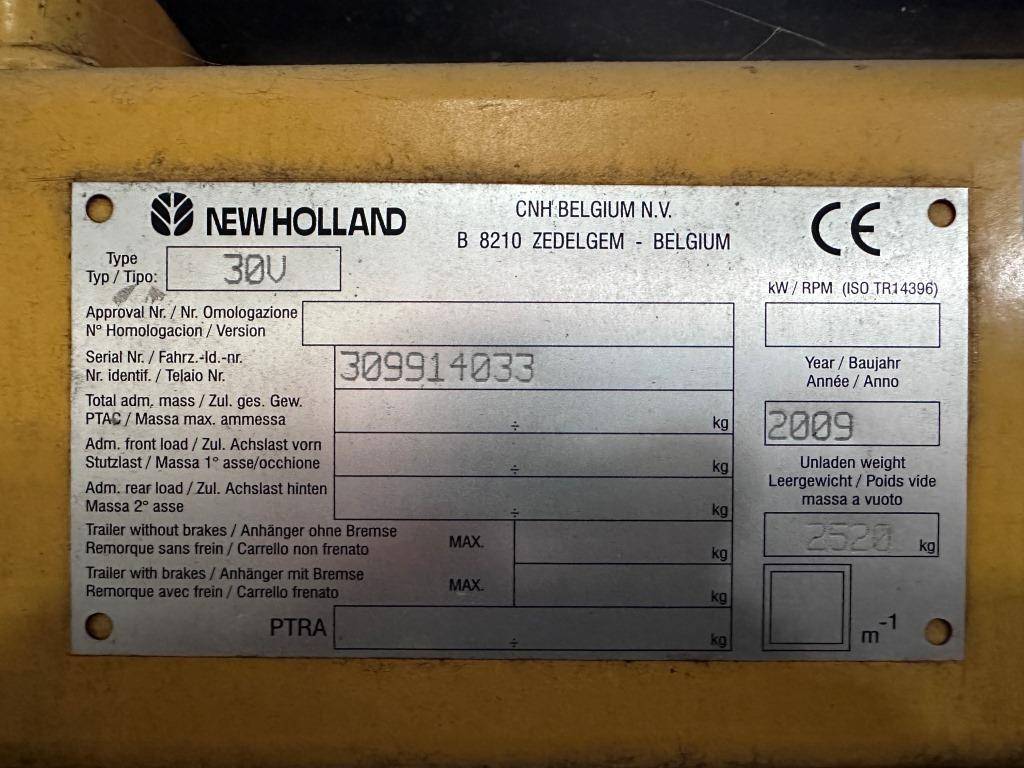 NEW HOLLAND
CNH BELGIUM N.V.
B 8210 ZEDELGEM - BELGIUM
CE
Type
Typ / Tipo:
30V
kW / RPM (ISO TR14396)
Approval Nr. / Nr. Omologazione
N° Homologacion / Version
Serial Nr. / Fahrz.-Id.-nr.
Nr. identif. / Telaio Nr.
309914033
Year / Baujahr
Année / Anno
2009
Total adm. mass / Zul. ges. Gew.
PTAC / Massa max. ammessa
÷ kg
Adm. front load / Zul. Achslast vorn
Stutzlast / Massa 1° asse/occhione
÷ kg
Unladen weight
Leergewicht / Poids vide
massa a vuoto
2520 kg
Adm. rear load / Zul. Achslast hinten
Massa 2° asse
÷ kg
Trailer without brakes / Anhänger ohne Bremse
Remorque sans frein / Carrello non frenato
MAX.
kg
Trailer with brakes / Anhänger mit Bremse
Remorque avec frein / Carrello frenato
MAX.
kg
PTRA
÷ kg
m-1